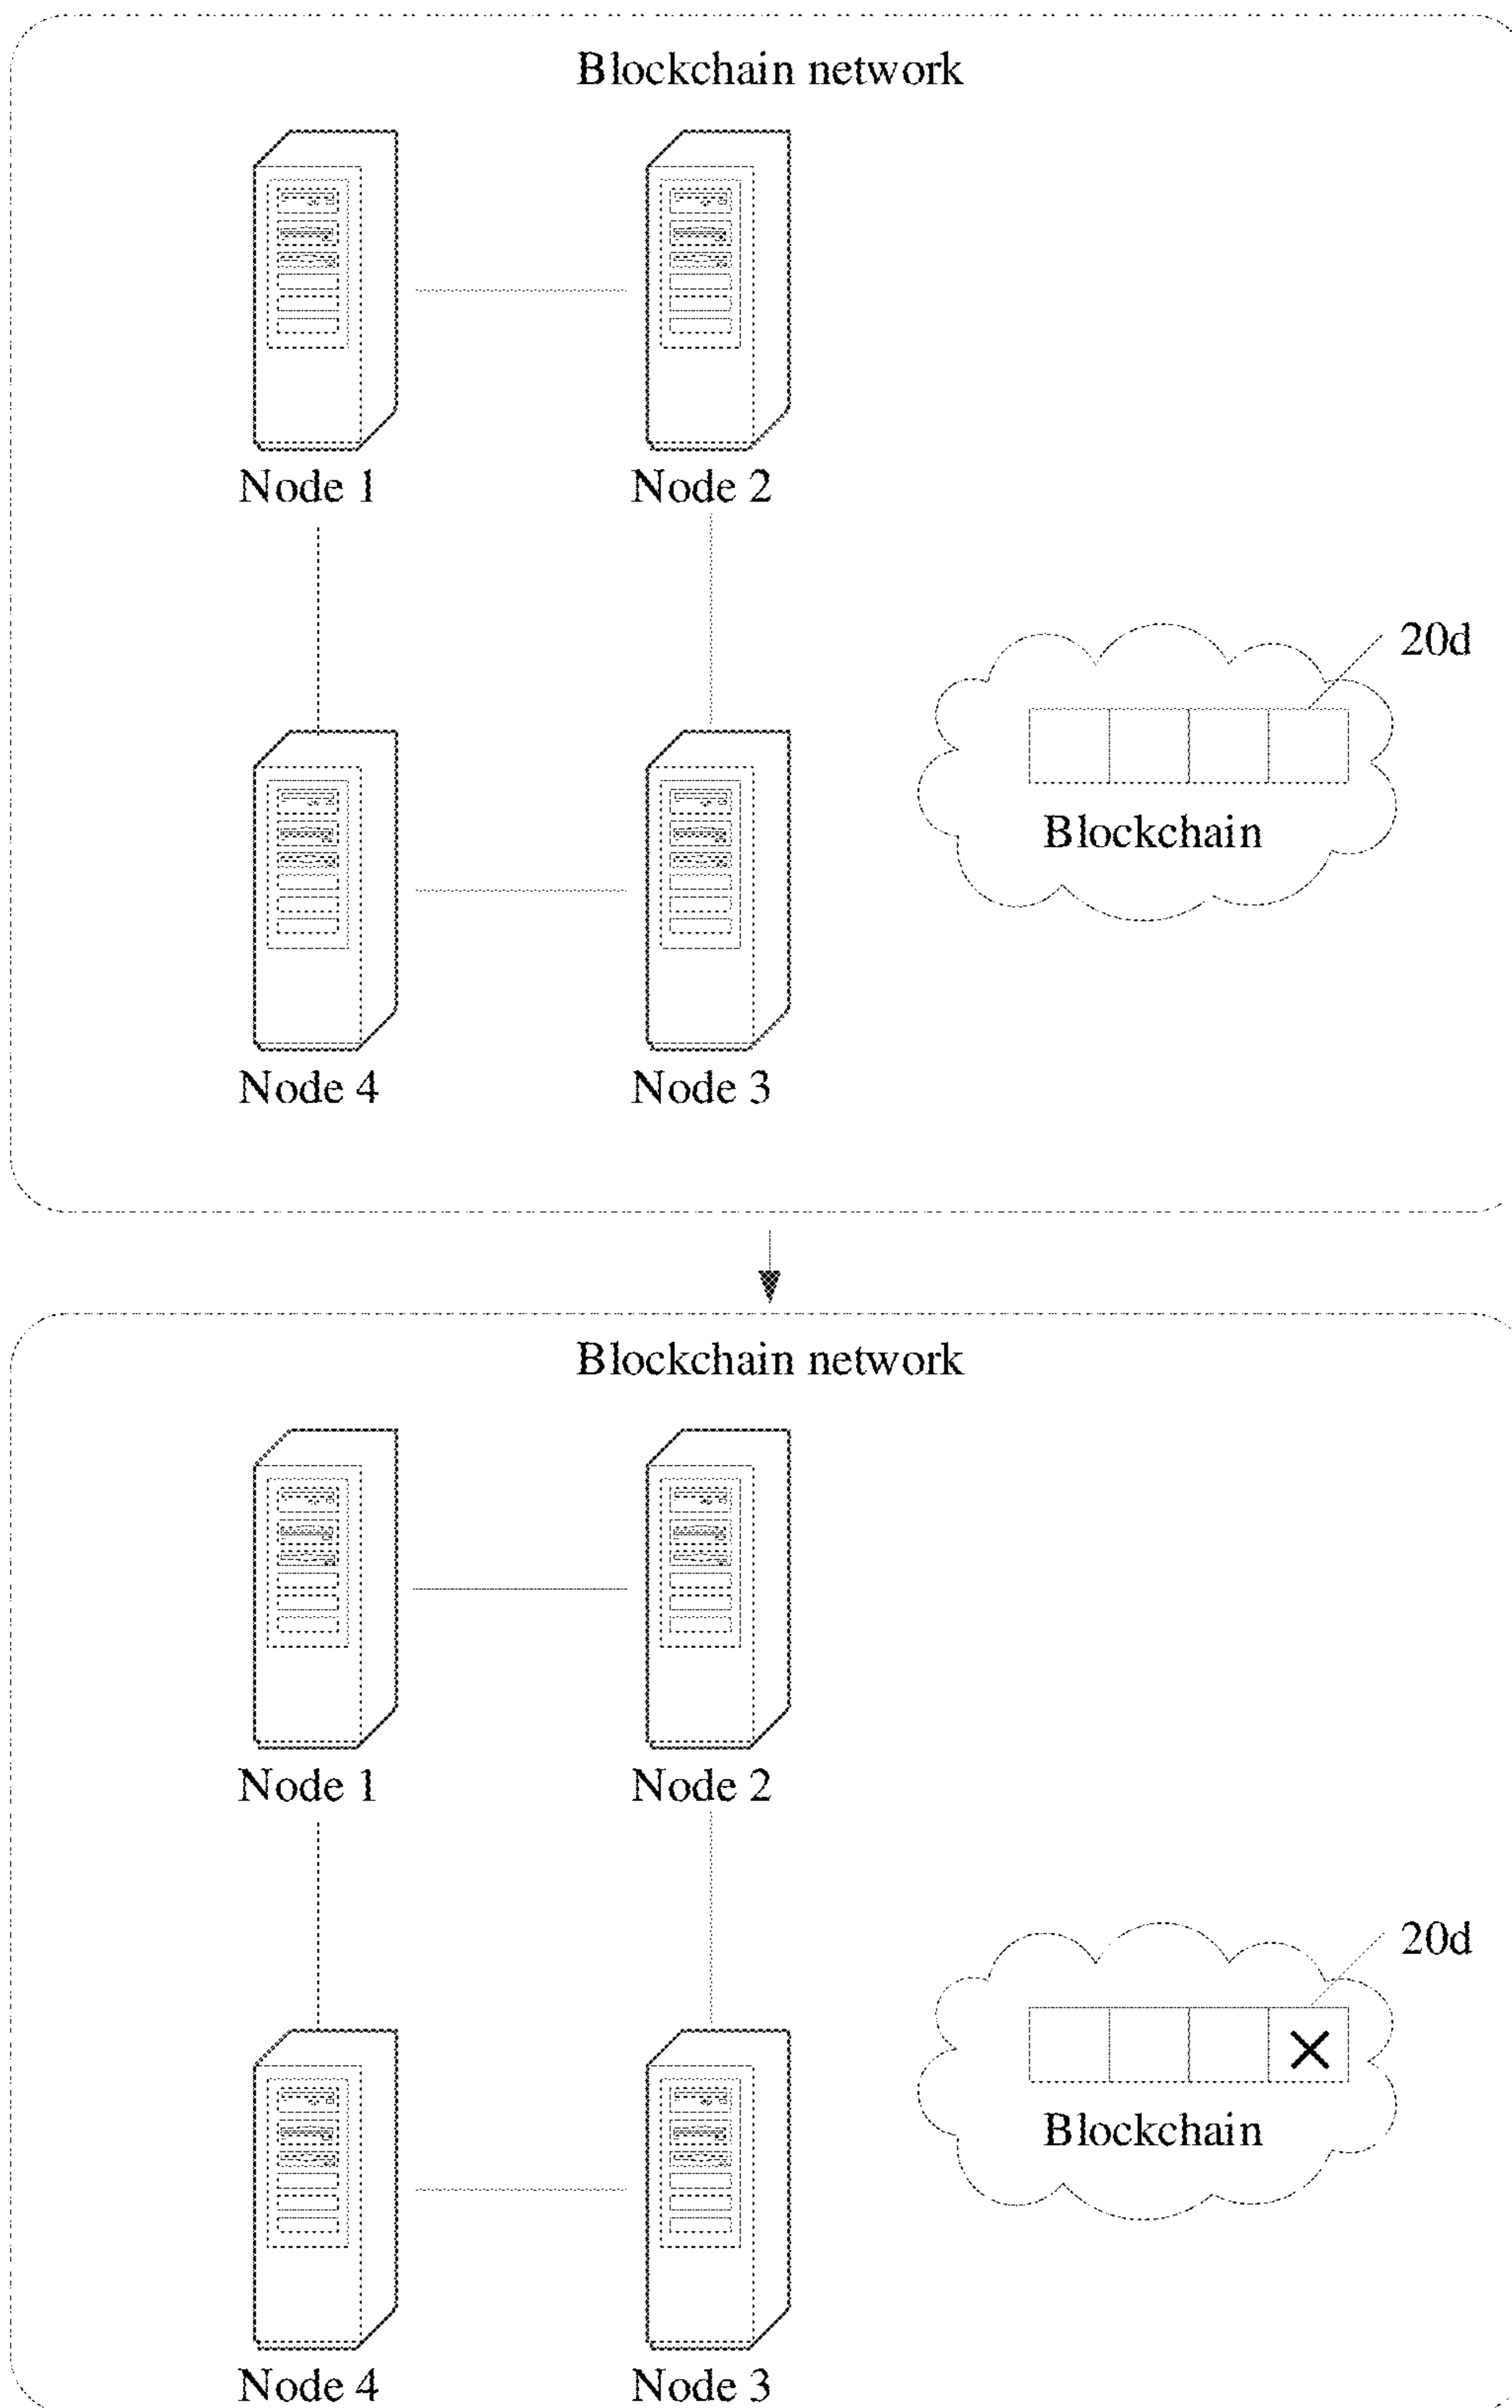 Blockchain network
Node 1
Node 2
20d
Blockchain
Node 4
Node 3
Blockchain network
Node 1
Node 2
20d
Blockchain
Node 4
Node 3